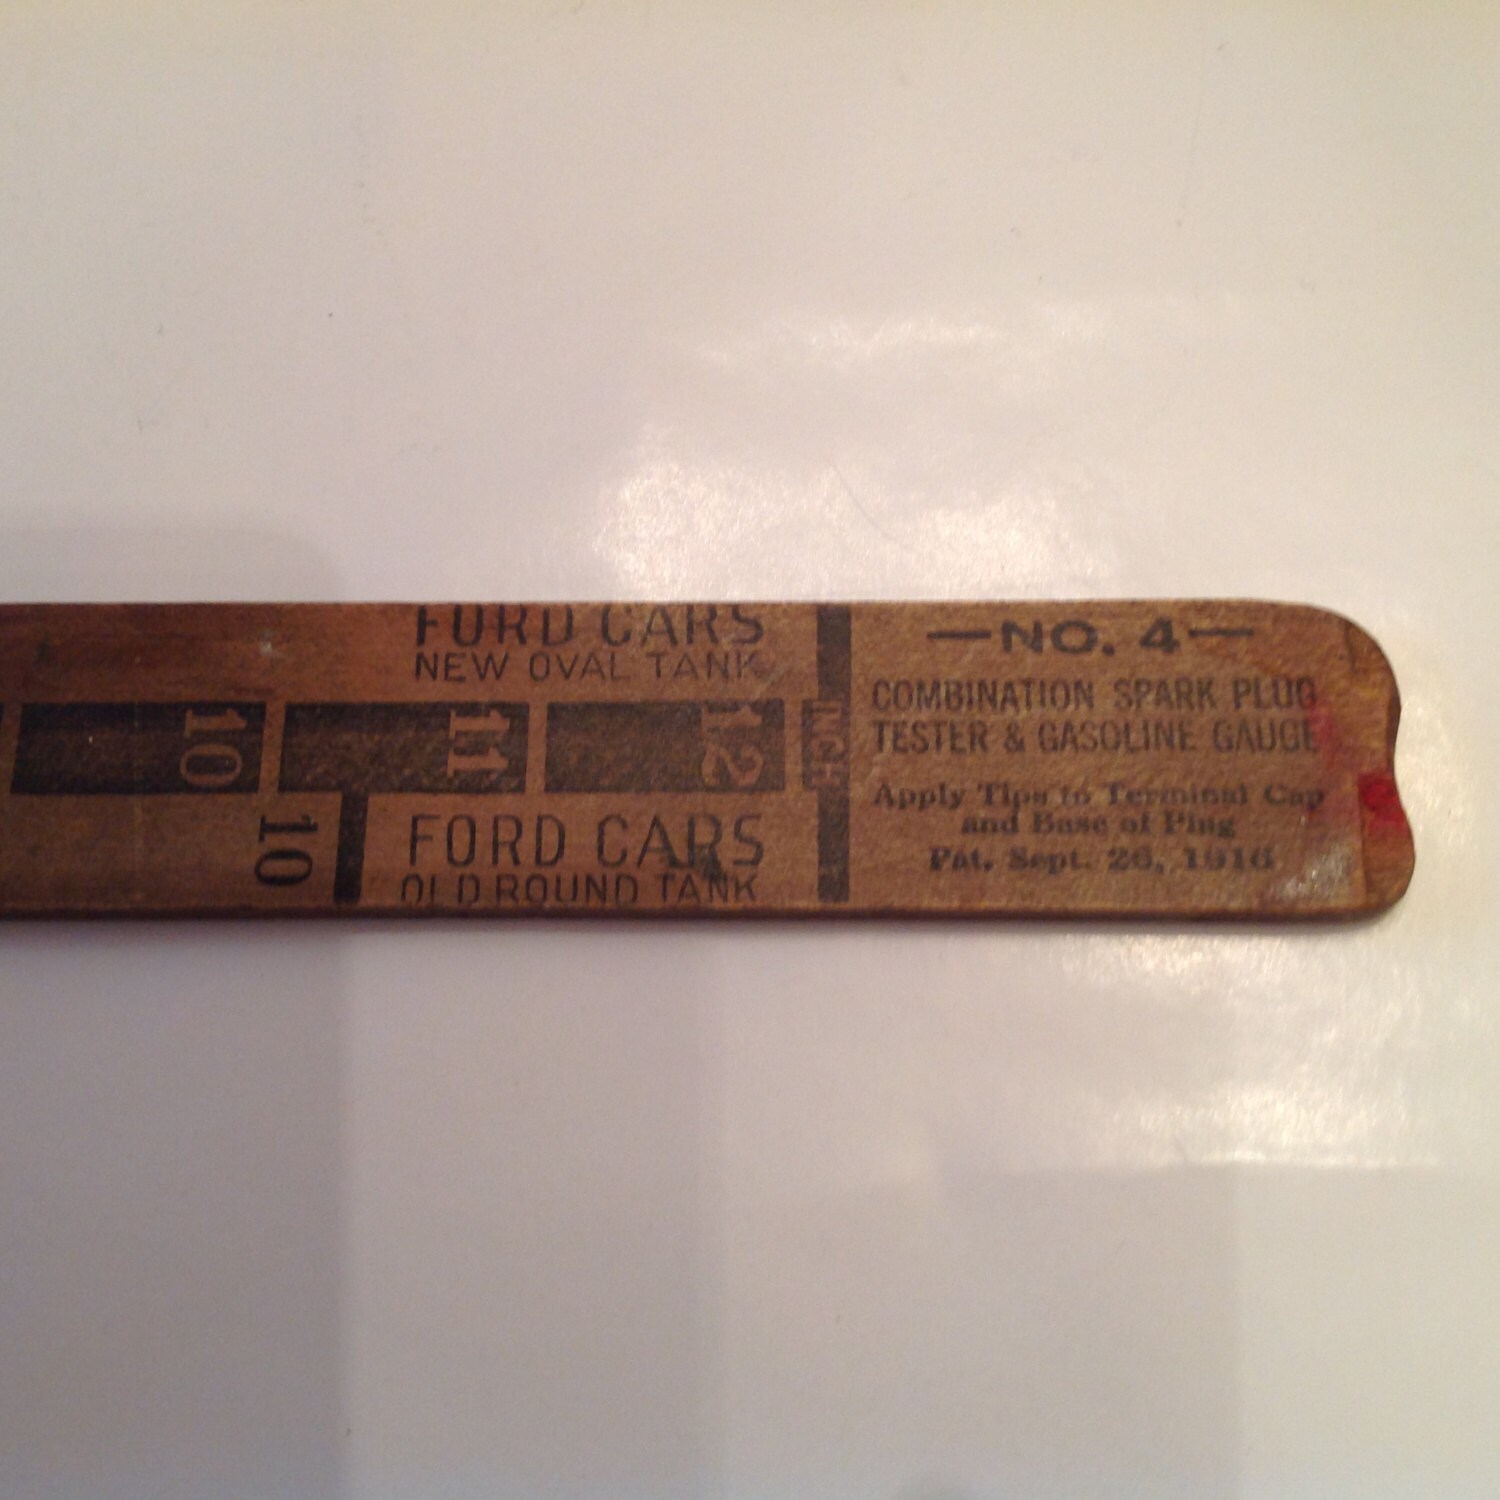 FORD CARS
NEW OVAL TANK
10
11
12
INCH
10
FORD CARS
OLD ROUND TANK
—NO. 4—
COMBINATION SPARK PLUG
TESTER & GASOLINE GAUGE
Apply Tips to Terminal Cap
and Base of Plug
Pat. Sept. 26, 1916